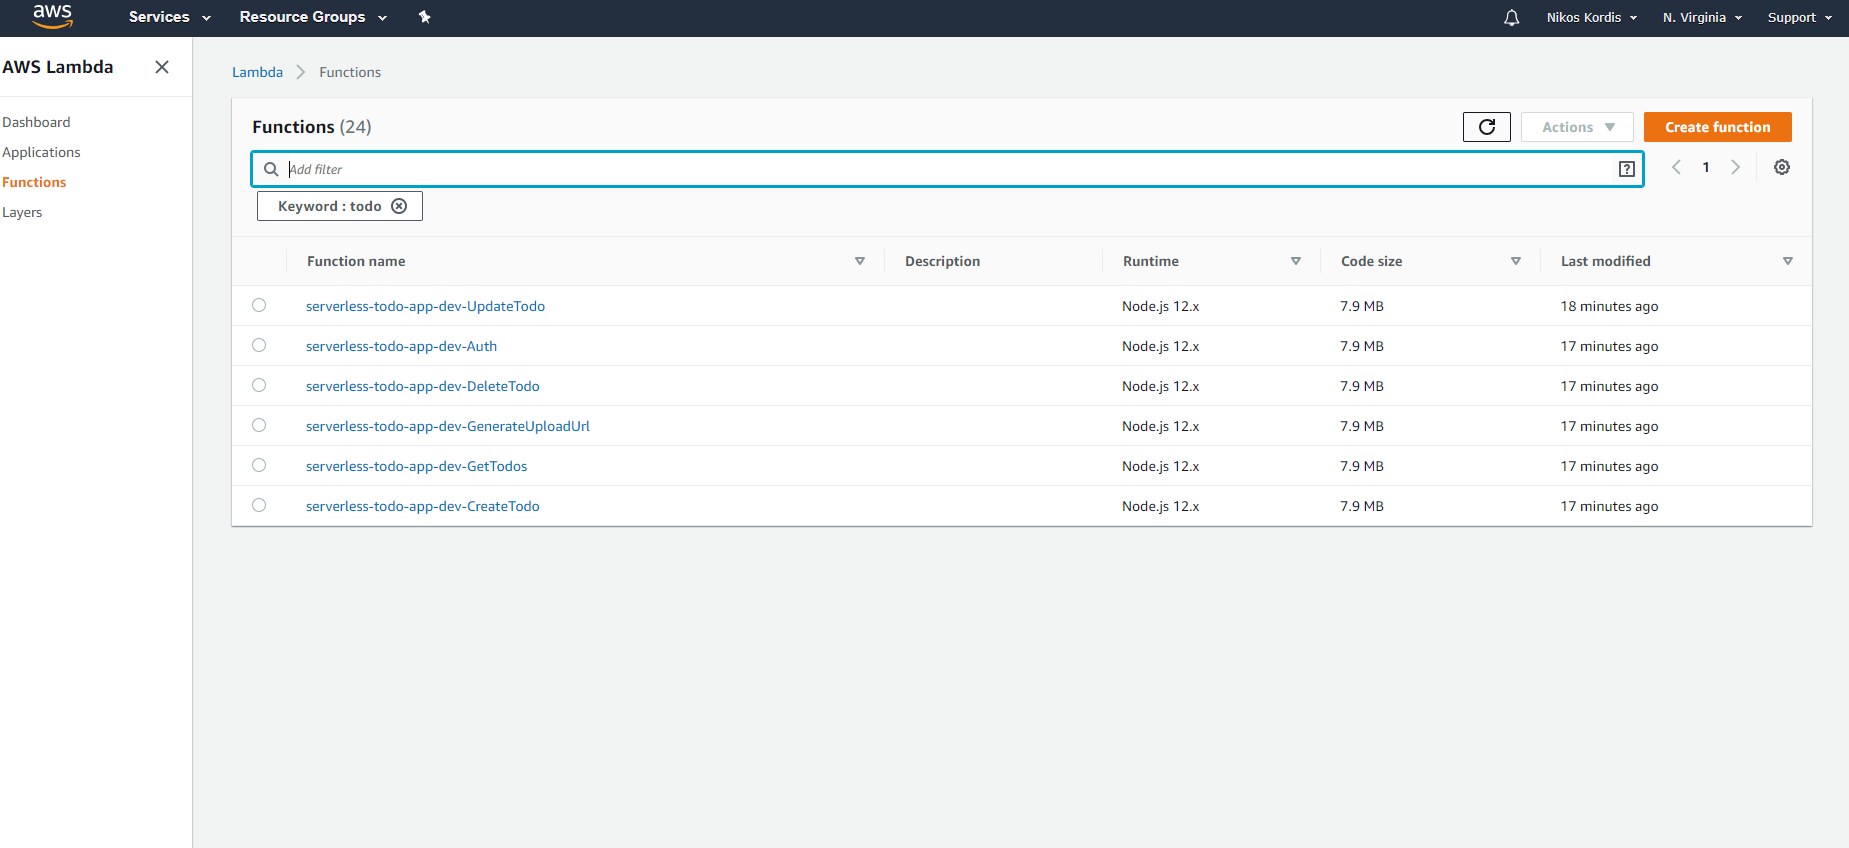 aws Services Resource Groups Nikos Kordis N. Virginia Support
AWS Lambda
Dashboard
Applications
Functions
Layers
Lambda Functions
Functions (24) Actions Create function
Add filter ? 1
Keyword : todo
Function name Description Runtime Code size Last modified
serverless-todo-app-dev-UpdateTodo Node.js 12.x 7.9 MB 18 minutes ago
serverless-todo-app-dev-Auth Node.js 12.x 7.9 MB 17 minutes ago
serverless-todo-app-dev-DeleteTodo Node.js 12.x 7.9 MB 17 minutes ago
serverless-todo-app-dev-GenerateUploadUrl Node.js 12.x 7.9 MB 17 minutes ago
serverless-todo-app-dev-GetTodos Node.js 12.x 7.9 MB 17 minutes ago
serverless-todo-app-dev-CreateTodo Node.js 12.x 7.9 MB 17 minutes ago